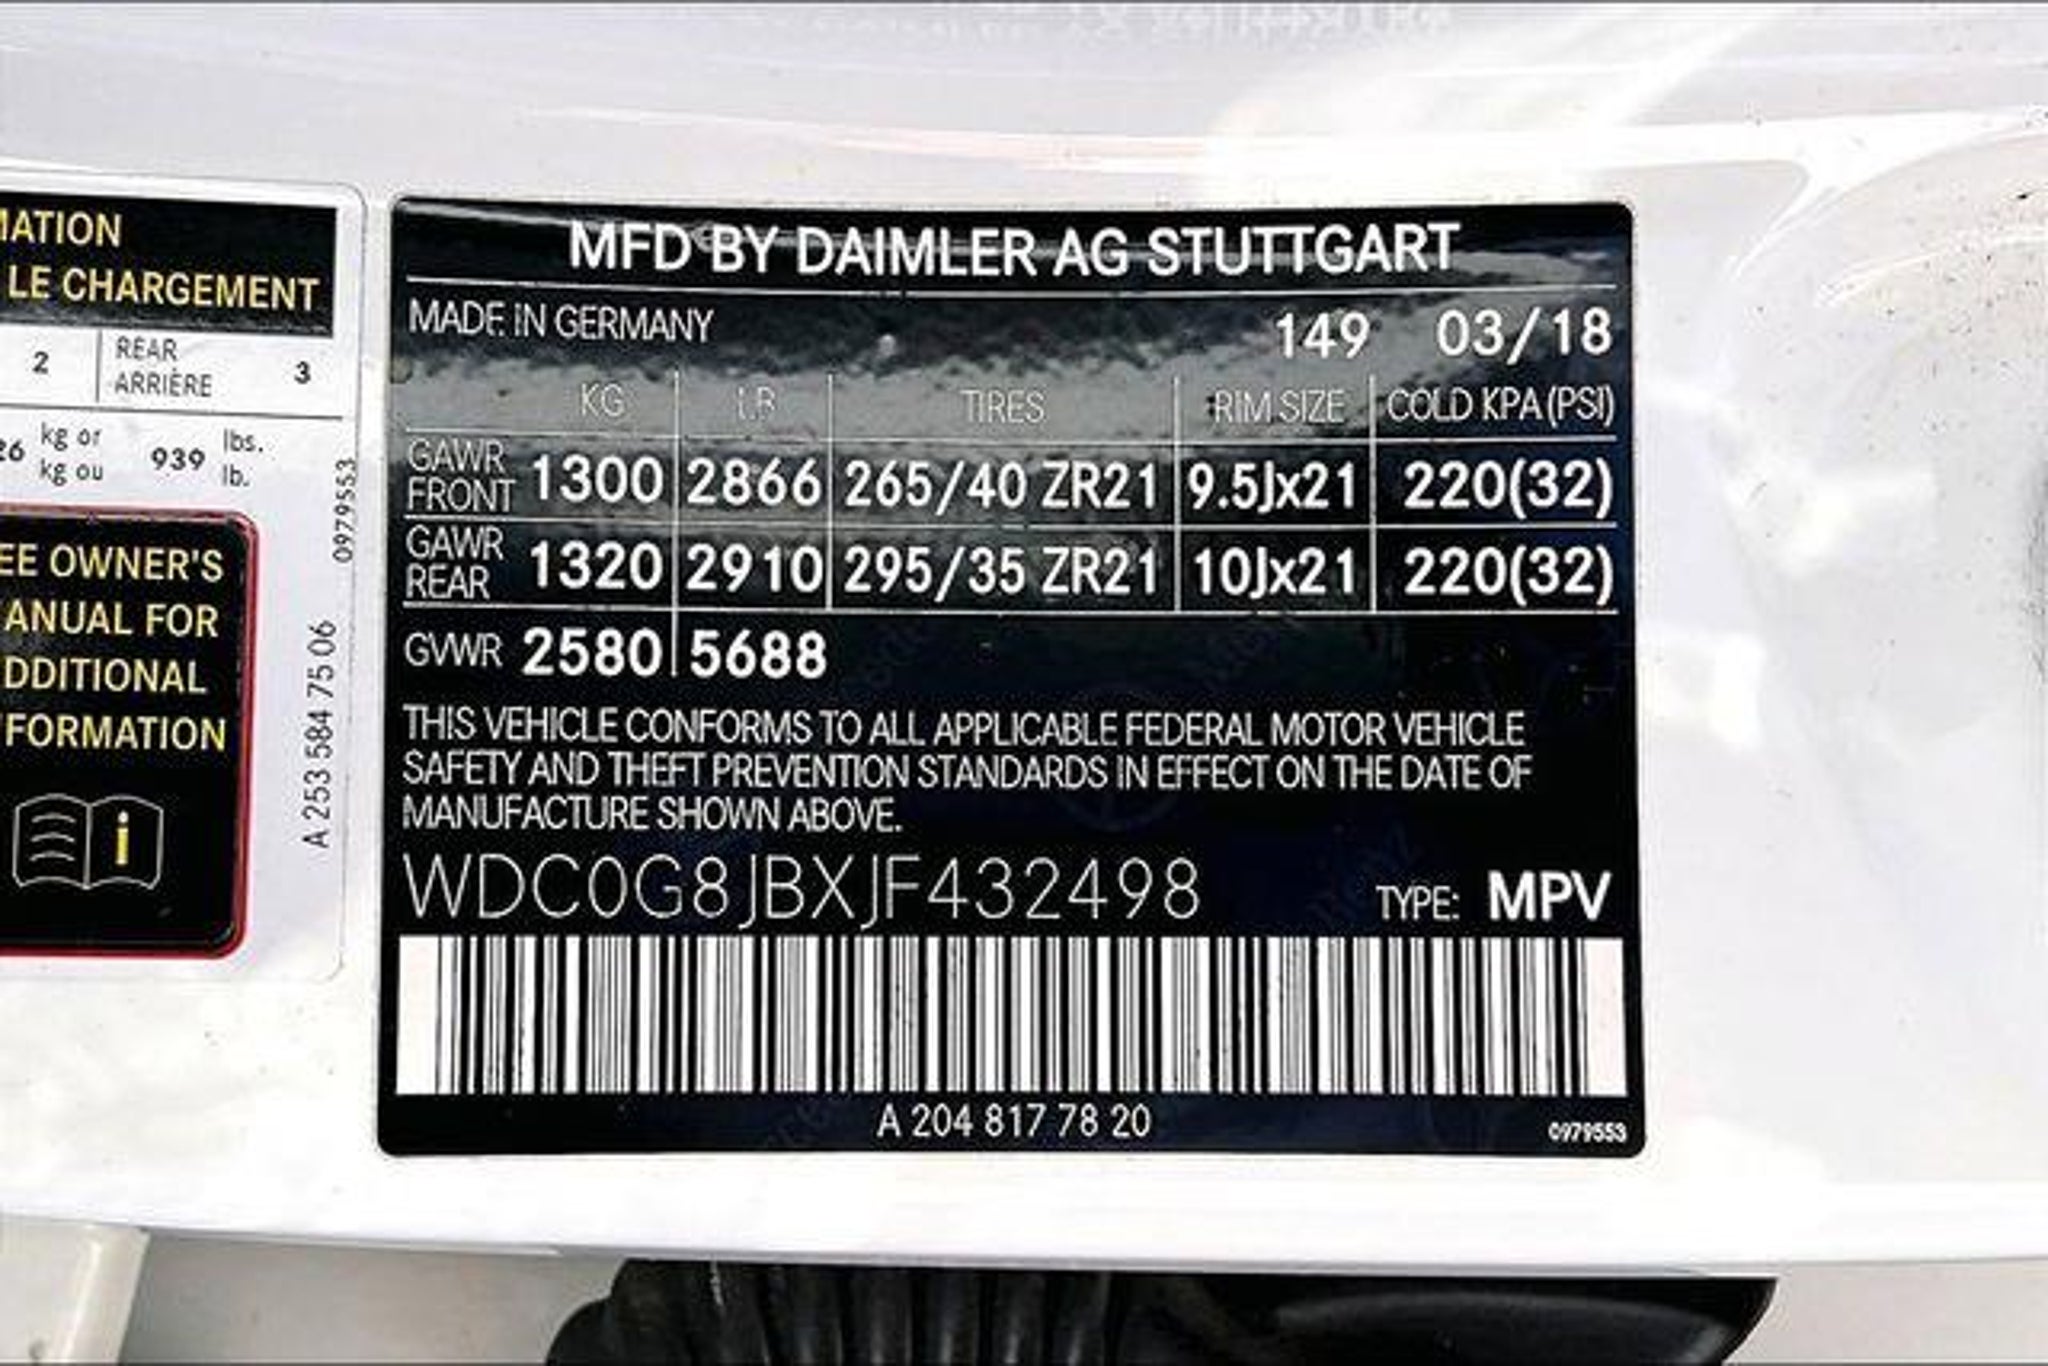 MATION
LE CHARGEMENT
2 REAR 3
ARRIÈRE
26 kg or 939 lbs.
kg ou lb.
0979553
EE OWNER'S
ANUAL FOR
DDITIONAL
FORMATION
i
A 253 584 75 06
MFD BY DAIMLER AG STUTTGART
MADE IN GERMANY 149 03/18
KG LB TIRES RIM SIZE COLD KPA (PSI)
GAWR FRONT 1300 2866 265/40 ZR21 9.5Jx21 220(32)
GAWR REAR 1320 2910 295/35 ZR21 10Jx21 220(32)
GVWR 2580 5688
THIS VEHICLE CONFORMS TO ALL APPLICABLE FEDERAL MOTOR VEHICLE
SAFETY AND THEFT PREVENTION STANDARDS IN EFFECT ON THE DATE OF
MANUFACTURE SHOWN ABOVE.
WDC0G8JBXJF432498 TYPE: MPV
A 204 817 78 20 0979553